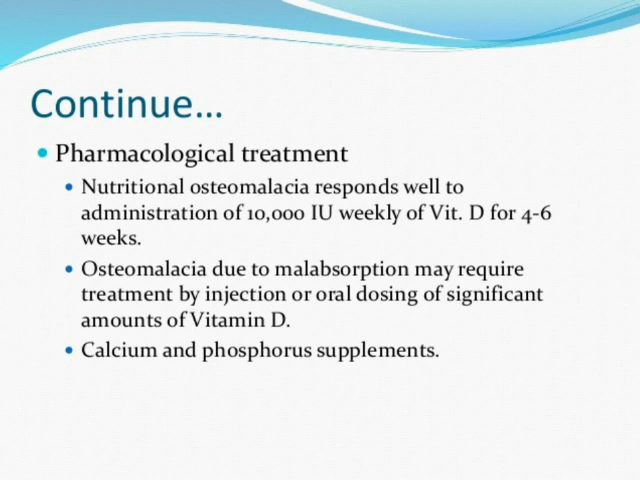 Continue…
Pharmacological treatment
Nutritional osteomalacia responds well to
administration of 10,000 IU weekly of Vit. D for 4-6
weeks.
Osteomalacia due to malabsorption may require
treatment by injection or oral dosing of significant
amounts of Vitamin D.
Calcium and phosphorus supplements.